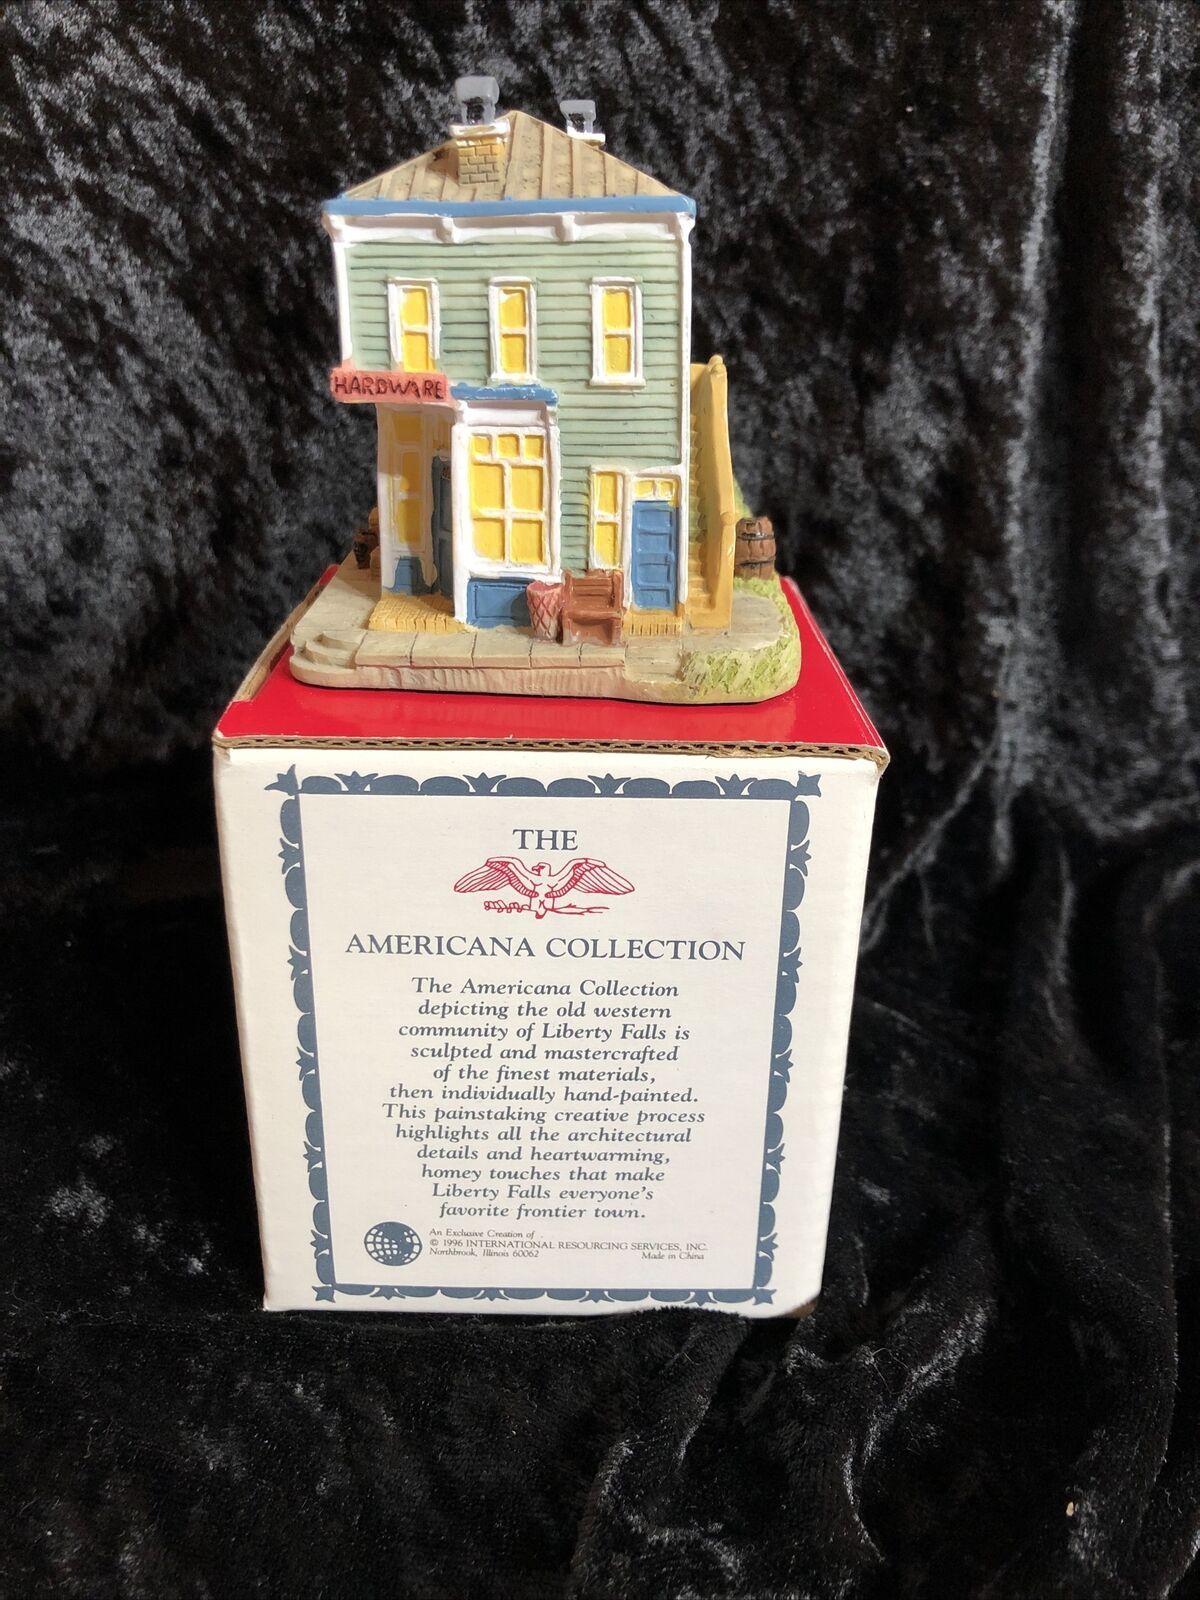 HARDWARE
THE
AMERICANA COLLECTION
The Americana Collection
depicting the old western
community of Liberty Falls is
sculpted and mastercrafted
of the finest materials,
then individually hand-painted.
This painstaking creative process
highlights all the architectural
details and heartwarming,
homey touches that make
Liberty Falls everyone's
favorite frontier town.
An Exclusive Creation of
© 1996 INTERNATIONAL RESOURCING SERVICES, INC.
Northbrook, Illinois 60062 Made in China